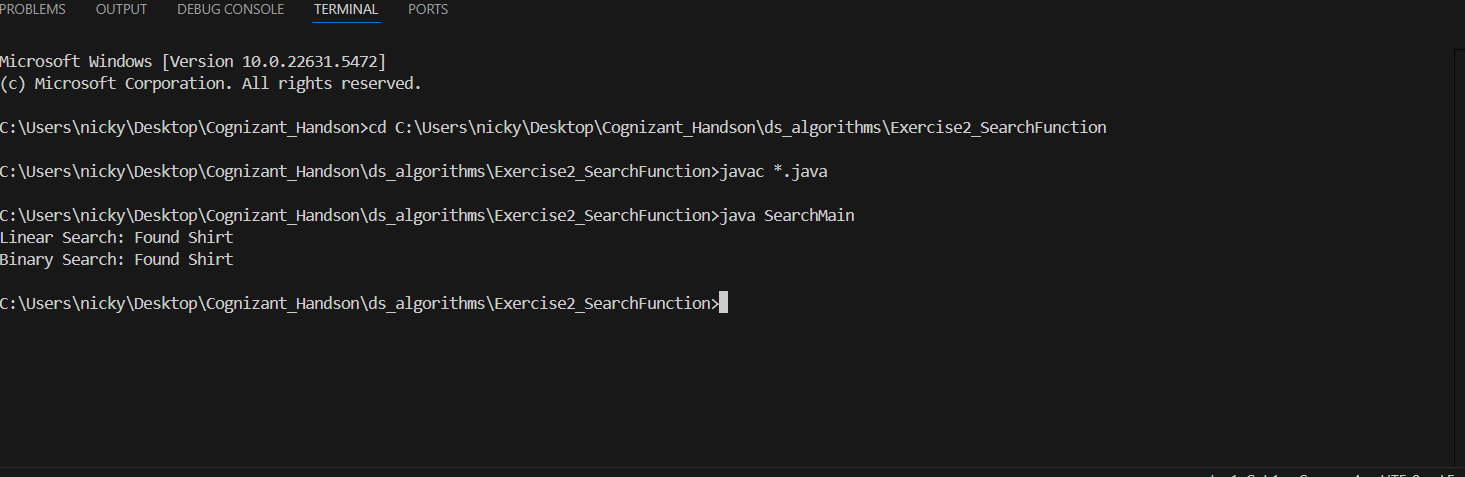 PROBLEMS OUTPUT DEBUG CONSOLE TERMINAL PORTS
Microsoft Windows [Version 10.0.22631.5472]
(c) Microsoft Corporation. All rights reserved.
C:\Users\nicky\Desktop\Cognizant_Handson>cd C:\Users\nicky\Desktop\Cognizant_Handson\ds_algorithms\Exercise2_SearchFunction
C:\Users\nicky\Desktop\Cognizant_Handson\ds_algorithms\Exercise2_SearchFunction>javac *.java
C:\Users\nicky\Desktop\Cognizant_Handson\ds_algorithms\Exercise2_SearchFunction>java SearchMain
Linear Search: Found Shirt
Binary Search: Found Shirt
C:\Users\nicky\Desktop\Cognizant_Handson\ds_algorithms\Exercise2_SearchFunction>